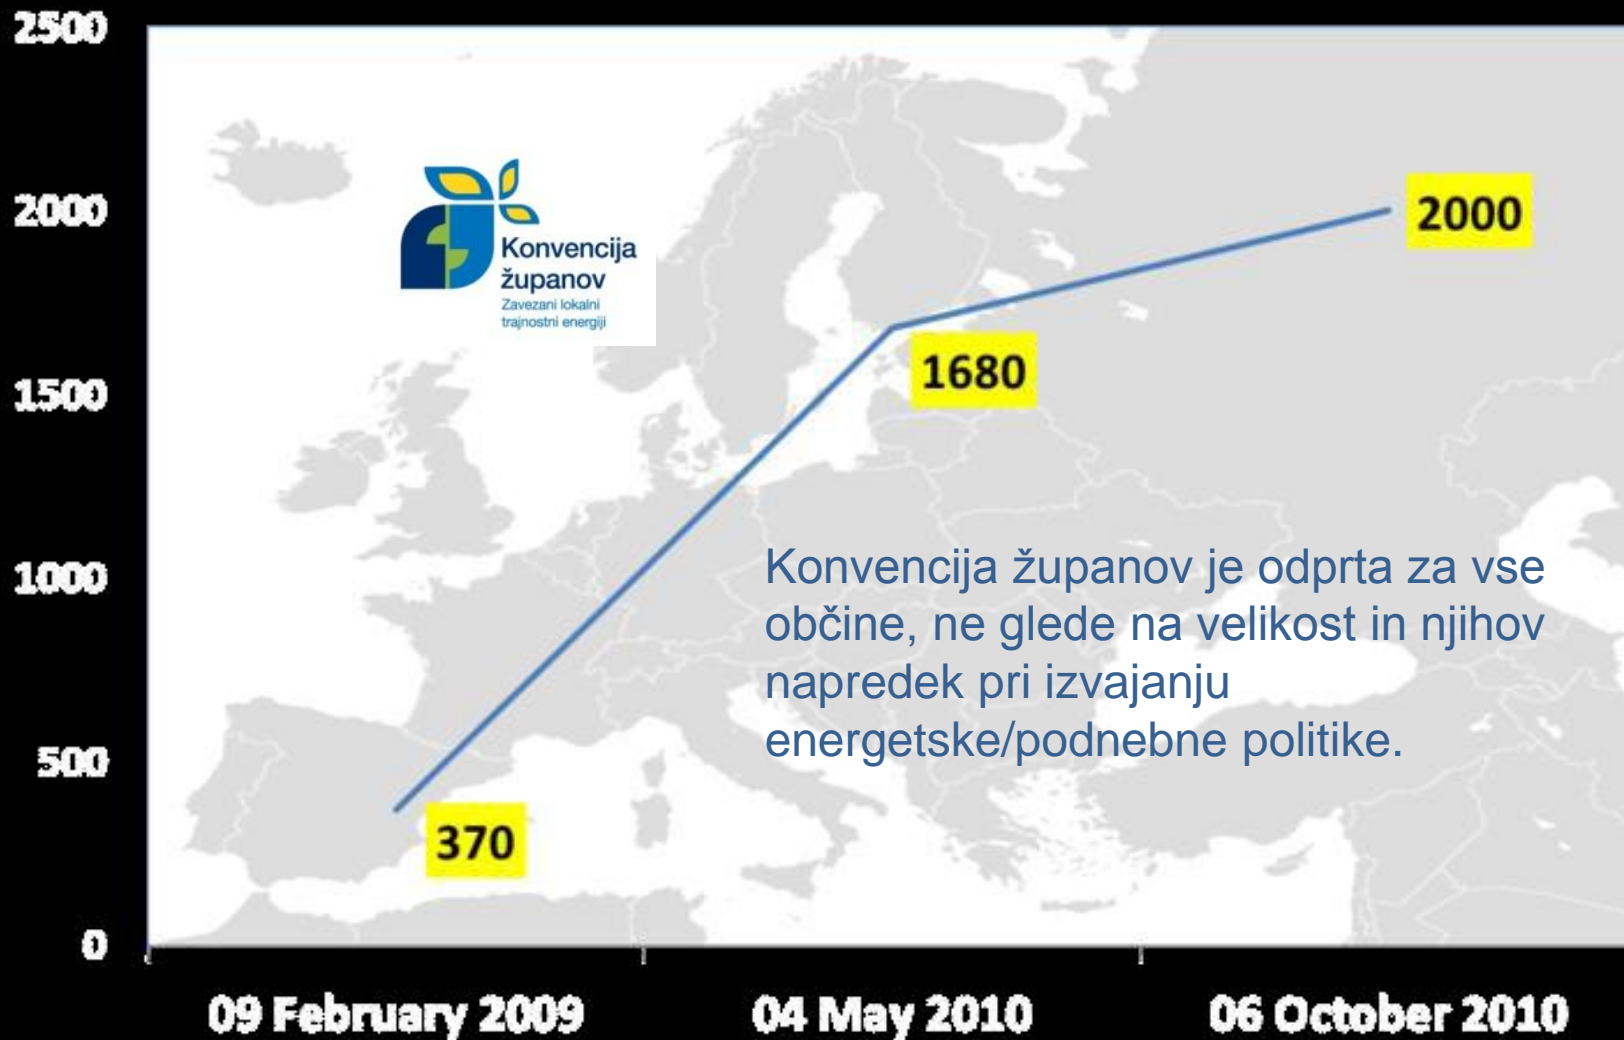 2500
2000
1500
1000
500
0
Konvencija
županov
Zavezani lokalni
trajnostni energiji
2000
1680
370
Konvencija županov je odprta za vse
občine, ne glede na velikost in njihov
napredek pri izvajanju
energetske/podnebne politike.
09 February 2009
04 May 2010
06 October 2010